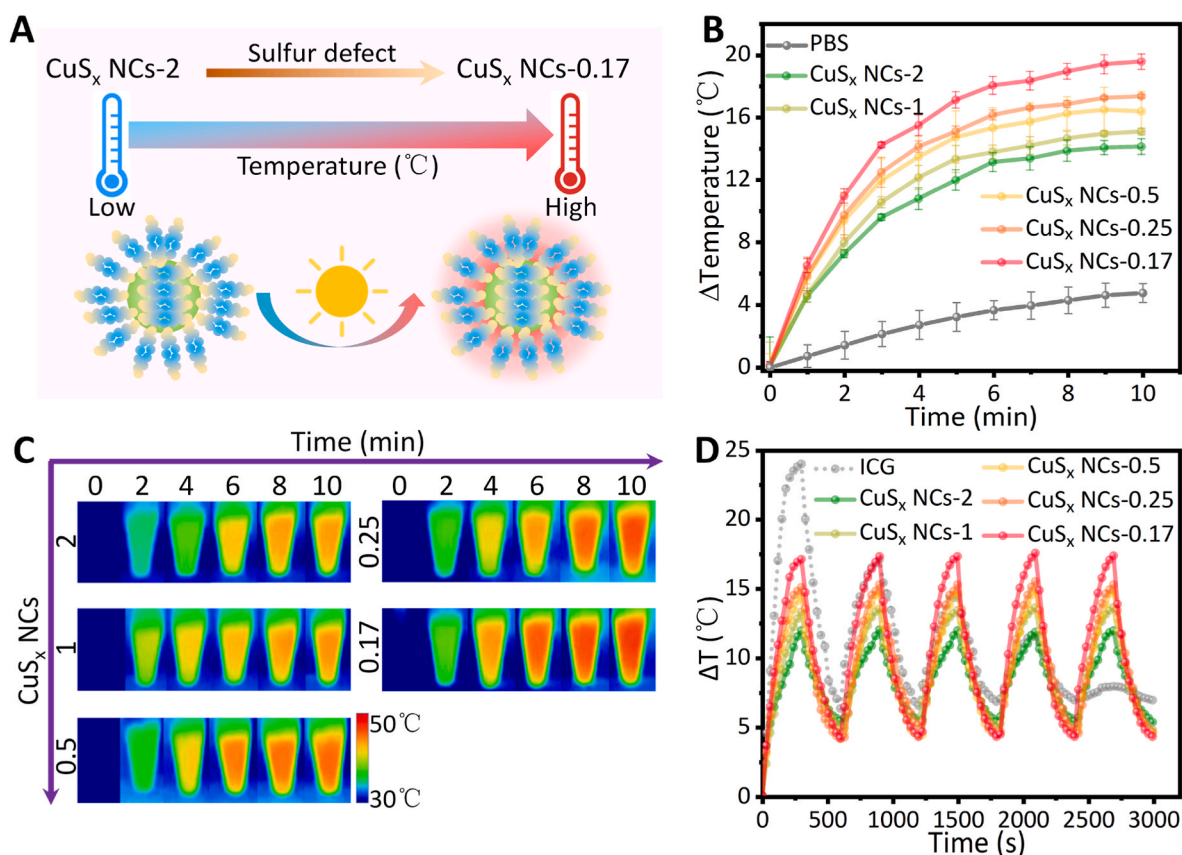 A
Sulfur defect
CuSₓ NCs-2
CuSₓ NCs-0.17
Temperature (℃)
Low
High
B
PBS
CuSₓ NCs-2
CuSₓ NCs-1
CuSₓ NCs-0.5
CuSₓ NCs-0.25
CuSₓ NCs-0.17
ΔTemperature (℃)
20
16
12
8
4
0
0 2 4 6 8 10
Time (min)
C
Time (min)
0 2 4 6 8 10
0 2 4 6 8 10
CuSₓ NCs
2
0.25
1
0.17
0.5
50℃
30℃
D
ICG
CuSₓ NCs-2
CuSₓ NCs-1
CuSₓ NCs-0.5
CuSₓ NCs-0.25
CuSₓ NCs-0.17
ΔT (℃)
25
20
15
10
5
0
0 500 1000 1500 2000 2500 3000
Time (s)